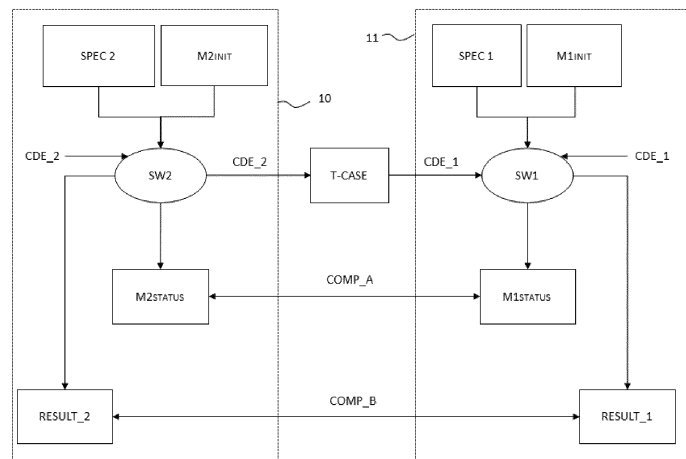 SPEC 2
M2INIT
10
11
SPEC 1
M1INIT
CDE_2
SW2
CDE_2
T-CASE
CDE_1
SW1
CDE_1
M2STATUS
COMP_A
M1STATUS
RESULT_2
COMP_B
RESULT_1